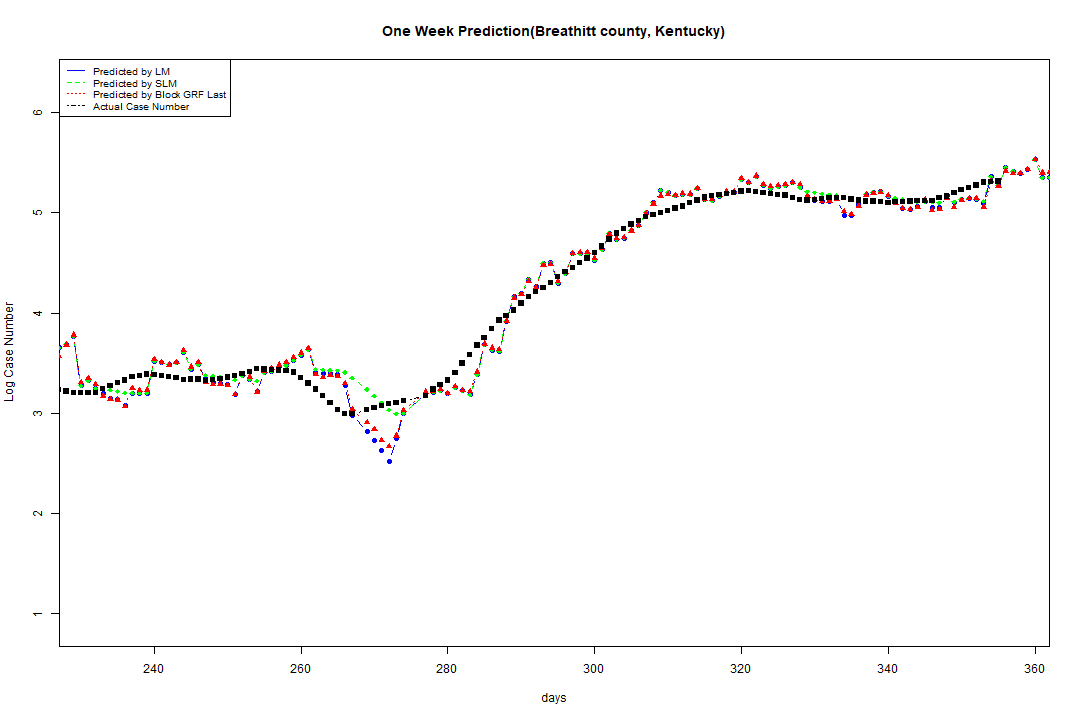 One Week Prediction(Breathitt county, Kentucky)
Predicted by LM
Predicted by SLM
Predicted by Block GRF Last
Actual Case Number
6
5
4
3
2
1
Log Case Number
240 260 280 300 320 340 360
days